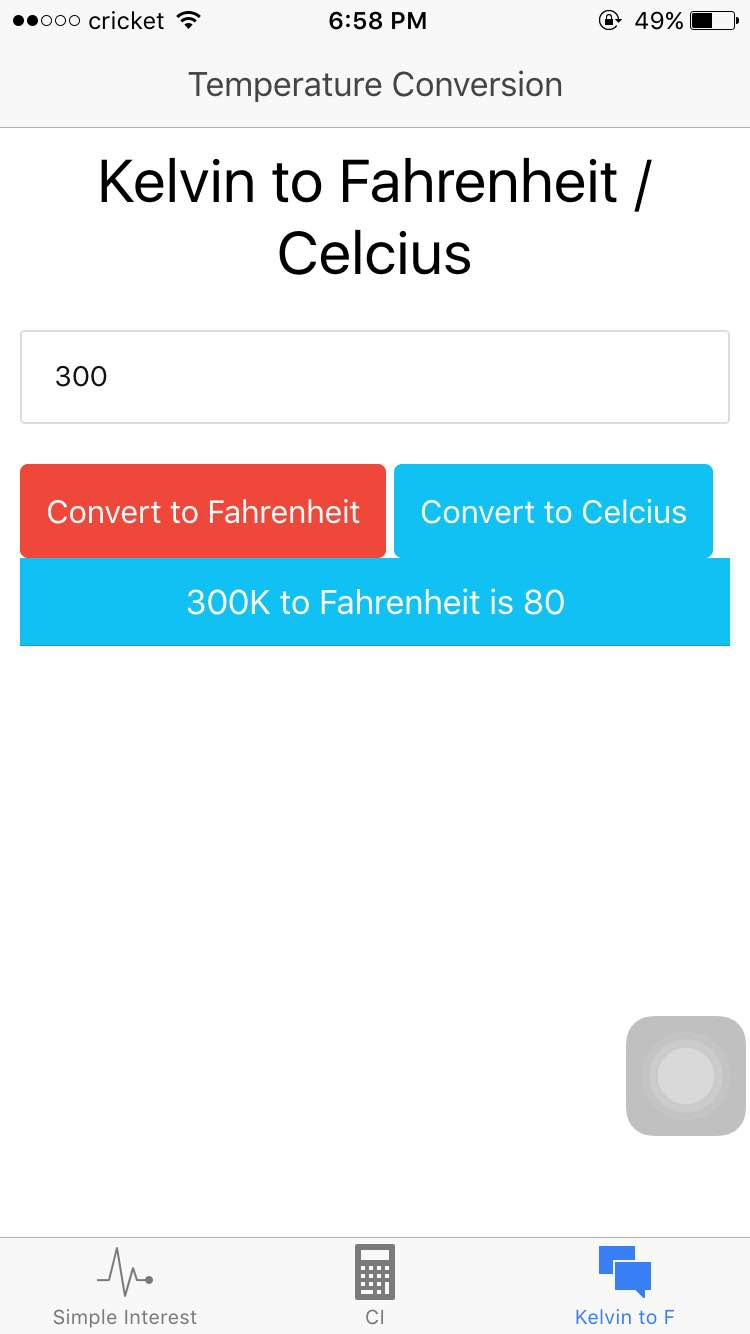 cricket 6:58 PM 49%
Temperature Conversion
Kelvin to Fahrenheit /
Celcius
300
Convert to Fahrenheit Convert to Celcius
300K to Fahrenheit is 80
Simple Interest CI Kelvin to F